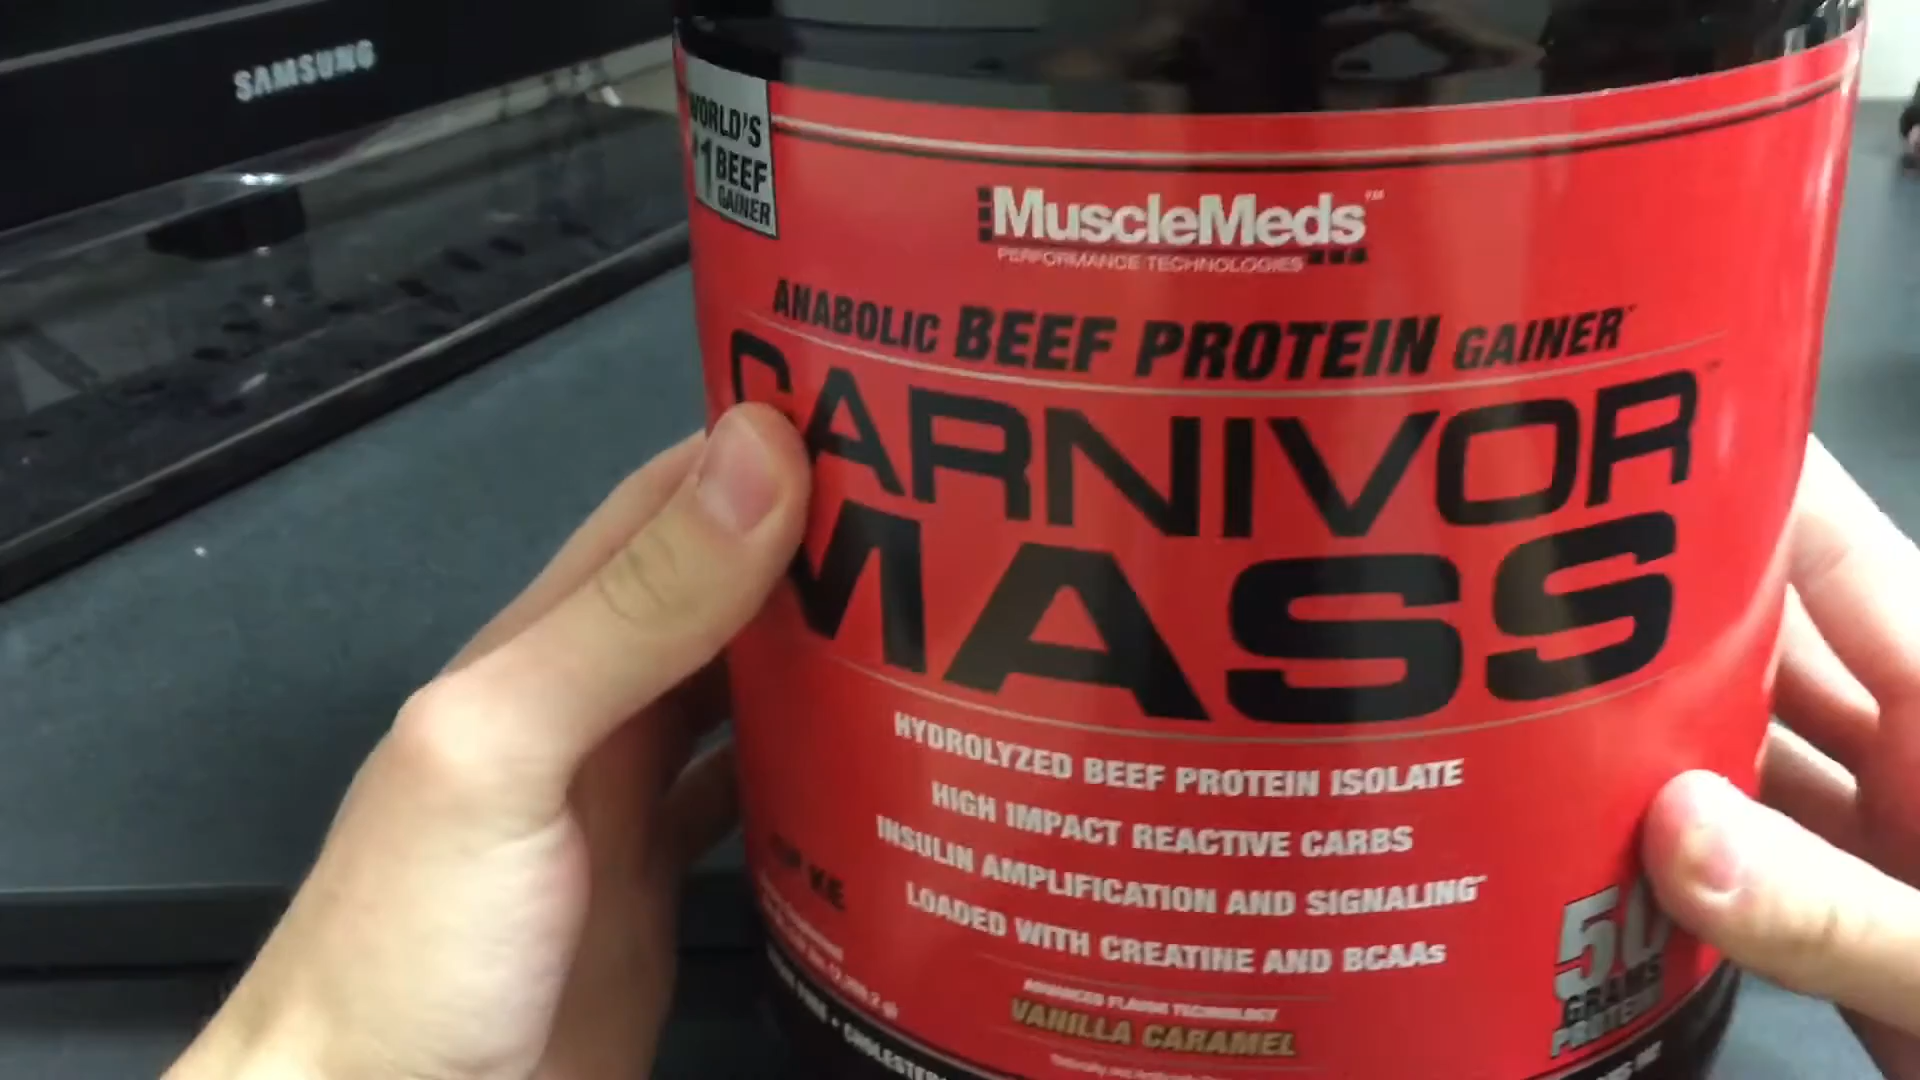 SAMSUNG
WORLD'S
#1 BEEF
GAINER
MuscleMeds™
PERFORMANCE TECHNOLOGIES
ANABOLIC BEEF PROTEIN GAINER
CARNIVOR
MASS
HYDROLYZED BEEF PROTEIN ISOLATE
HIGH IMPACT REACTIVE CARBS
INSULIN AMPLIFICATION AND SIGNALING
LOADED WITH CREATINE AND BCAAs
50
GRAMS
PROTEIN
ADVANCED FLAVOR TECHNOLOGY
VANILLA CARAMEL